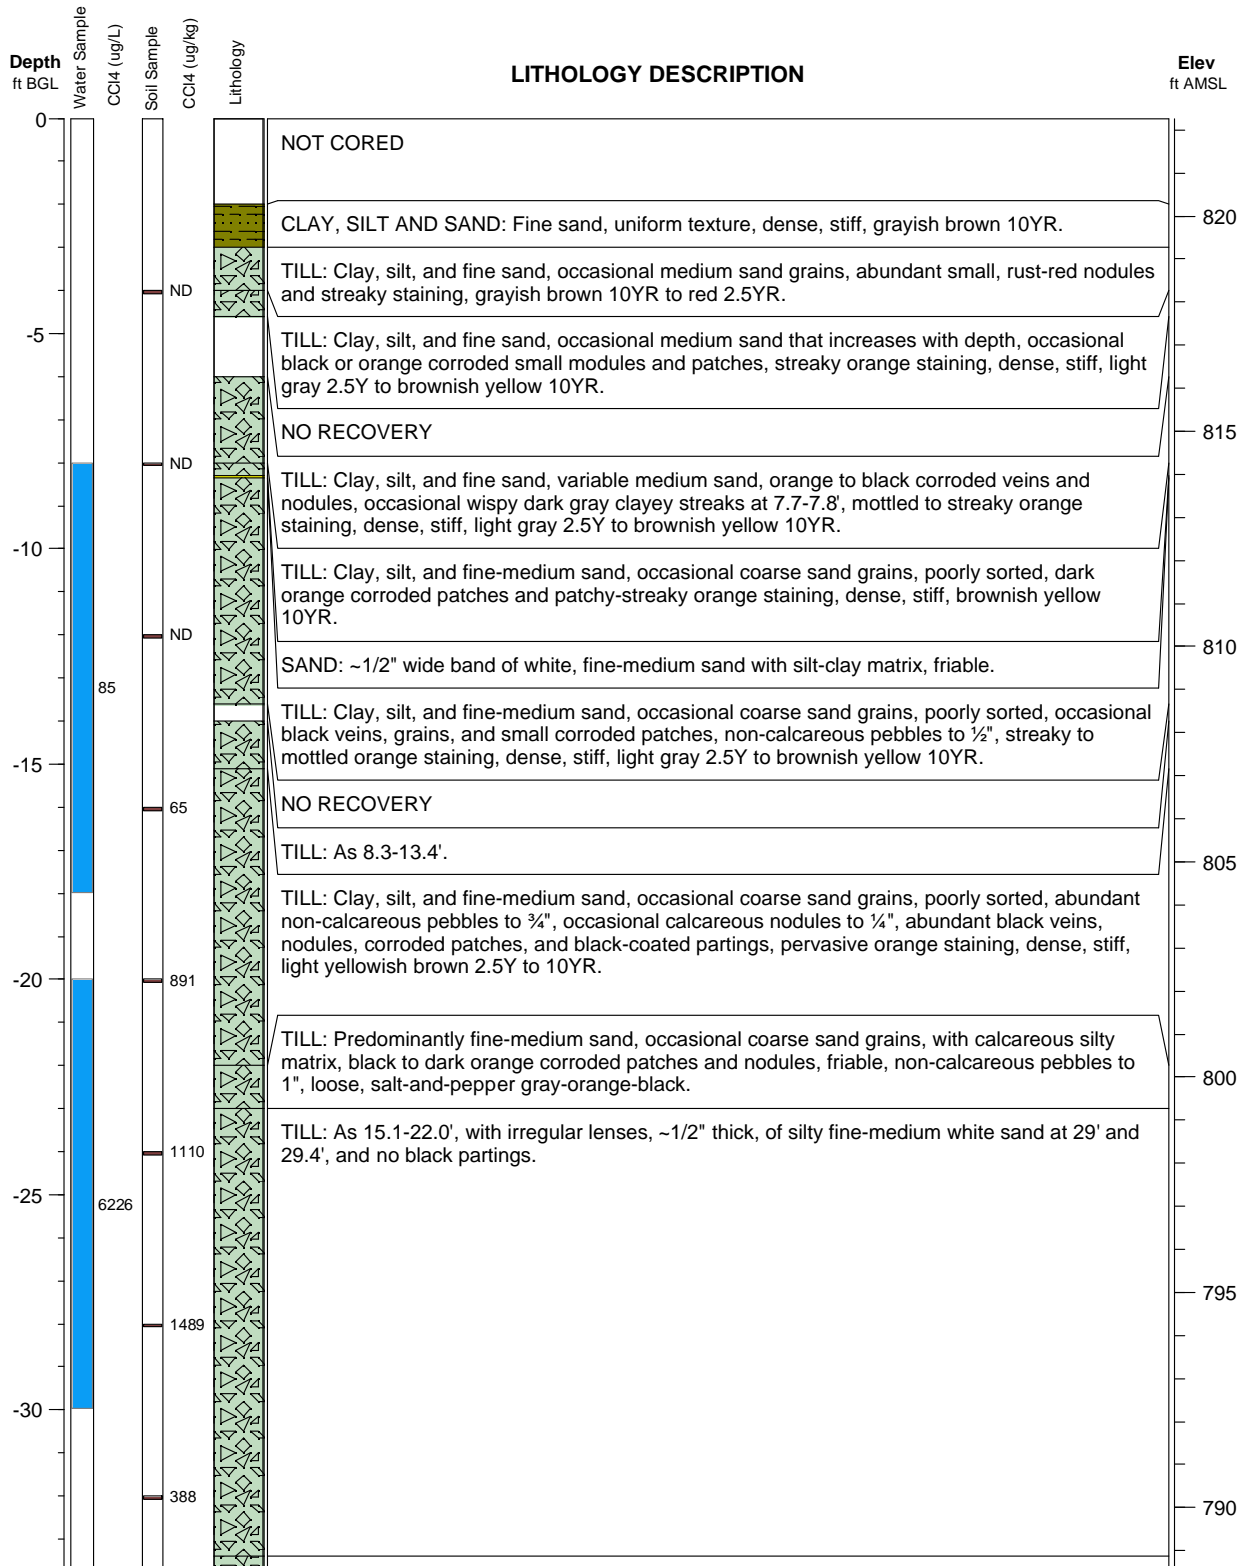 Depth
ft BGL
Water Sample
CCl4 (ug/L)
Soil Sample
CCl4 (ug/kg)
Lithology
LITHOLOGY DESCRIPTION
Elev
ft AMSL
0
NOT CORED
820
CLAY, SILT AND SAND: Fine sand, uniform texture, dense, stiff, grayish brown 10YR.
TILL: Clay, silt, and fine sand, occasional medium sand grains, abundant small, rust-red nodules
and streaky staining, grayish brown 10YR to red 2.5YR.
ND
-5
TILL: Clay, silt, and fine sand, occasional medium sand that increases with depth, occasional
black or orange corroded small modules and patches, streaky orange staining, dense, stiff, light
gray 2.5Y to brownish yellow 10YR.
NO RECOVERY
815
ND
TILL: Clay, silt, and fine sand, variable medium sand, orange to black corroded veins and
nodules, occasional wispy dark gray clayey streaks at 7.7-7.8', mottled to streaky orange
staining, dense, stiff, light gray 2.5Y to brownish yellow 10YR.
-10
TILL: Clay, silt, and fine-medium sand, occasional coarse sand grains, poorly sorted, dark
orange corroded patches and patchy-streaky orange staining, dense, stiff, brownish yellow
10YR.
ND
810
SAND: ~1/2" wide band of white, fine-medium sand with silt-clay matrix, friable.
85
TILL: Clay, silt, and fine-medium sand, occasional coarse sand grains, poorly sorted, occasional
black veins, grains, and small corroded patches, non-calcareous pebbles to ½", streaky to
mottled orange staining, dense, stiff, light gray 2.5Y to brownish yellow 10YR.
-15
65
NO RECOVERY
TILL: As 8.3-13.4'.
805
TILL: Clay, silt, and fine-medium sand, occasional coarse sand grains, poorly sorted, abundant
non-calcareous pebbles to ¾", occasional calcareous nodules to ¼", abundant black veins,
nodules, corroded patches, and black-coated partings, pervasive orange staining, dense, stiff,
light yellowish brown 2.5Y to 10YR.
-20
891
TILL: Predominantly fine-medium sand, occasional coarse sand grains, with calcareous silty
matrix, black to dark orange corroded patches and nodules, friable, non-calcareous pebbles to
1", loose, salt-and-pepper gray-orange-black.
800
TILL: As 15.1-22.0', with irregular lenses, ~1/2" thick, of silty fine-medium white sand at 29' and
29.4', and no black partings.
1110
-25
6226
795
1489
-30
388
790